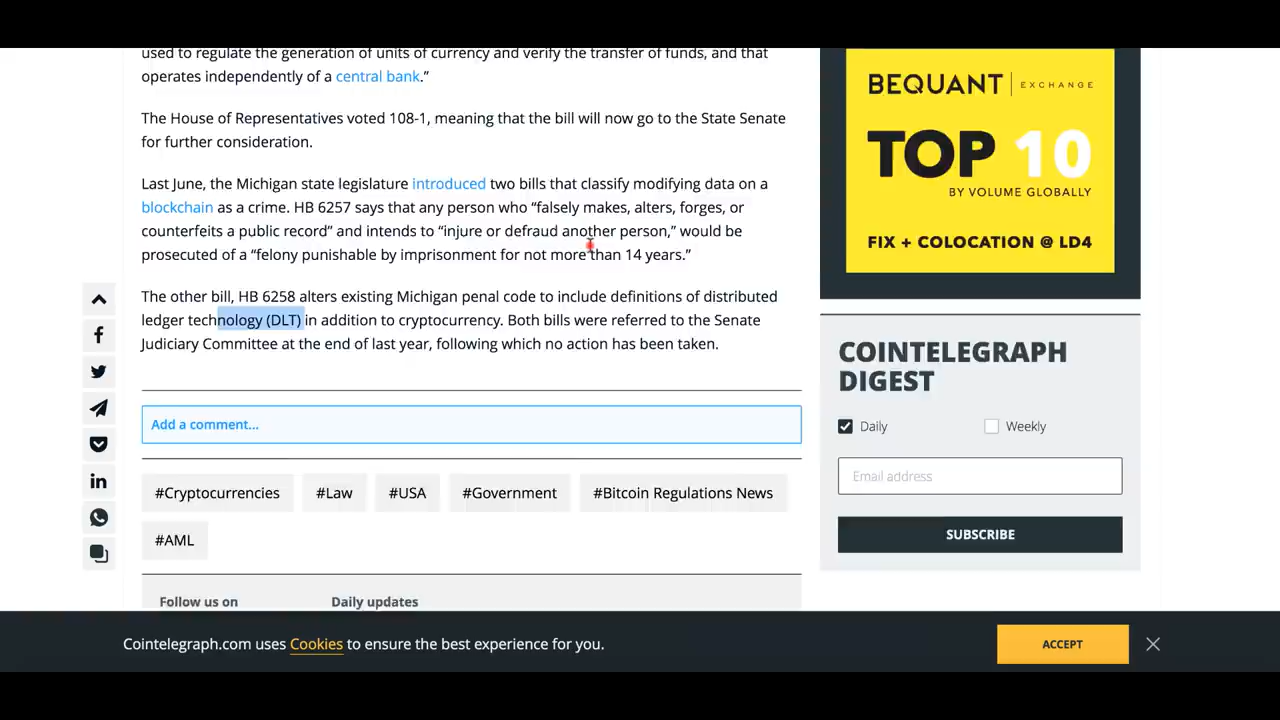 used to regulate the generation of units of currency and verify the transfer of funds, and that
operates independently of a central bank.”
The House of Representatives voted 108-1, meaning that the bill will now go to the State Senate
for further consideration.
Last June, the Michigan state legislature introduced two bills that classify modifying data on a
blockchain as a crime. HB 6257 says that any person who “falsely makes, alters, forges, or
counterfeits a public record” and intends to “injure or defraud another person,” would be
prosecuted of a “felony punishable by imprisonment for not more than 14 years.”
The other bill, HB 6258 alters existing Michigan penal code to include definitions of distributed
ledger technology (DLT) in addition to cryptocurrency. Both bills were referred to the Senate
Judiciary Committee at the end of last year, following which no action has been taken.
Add a comment...
#Cryptocurrencies
#Law
#USA
#Government
#Bitcoin Regulations News
#AML
Follow us on
Daily updates
BEQUANT | EXCHANGE
TOP 10
BY VOLUME GLOBALLY
FIX + COLOCATION @ LD4
COINTELEGRAPH
DIGEST
Daily
Weekly
Email address
SUBSCRIBE
Cointelegraph.com uses Cookies to ensure the best experience for you.
ACCEPT